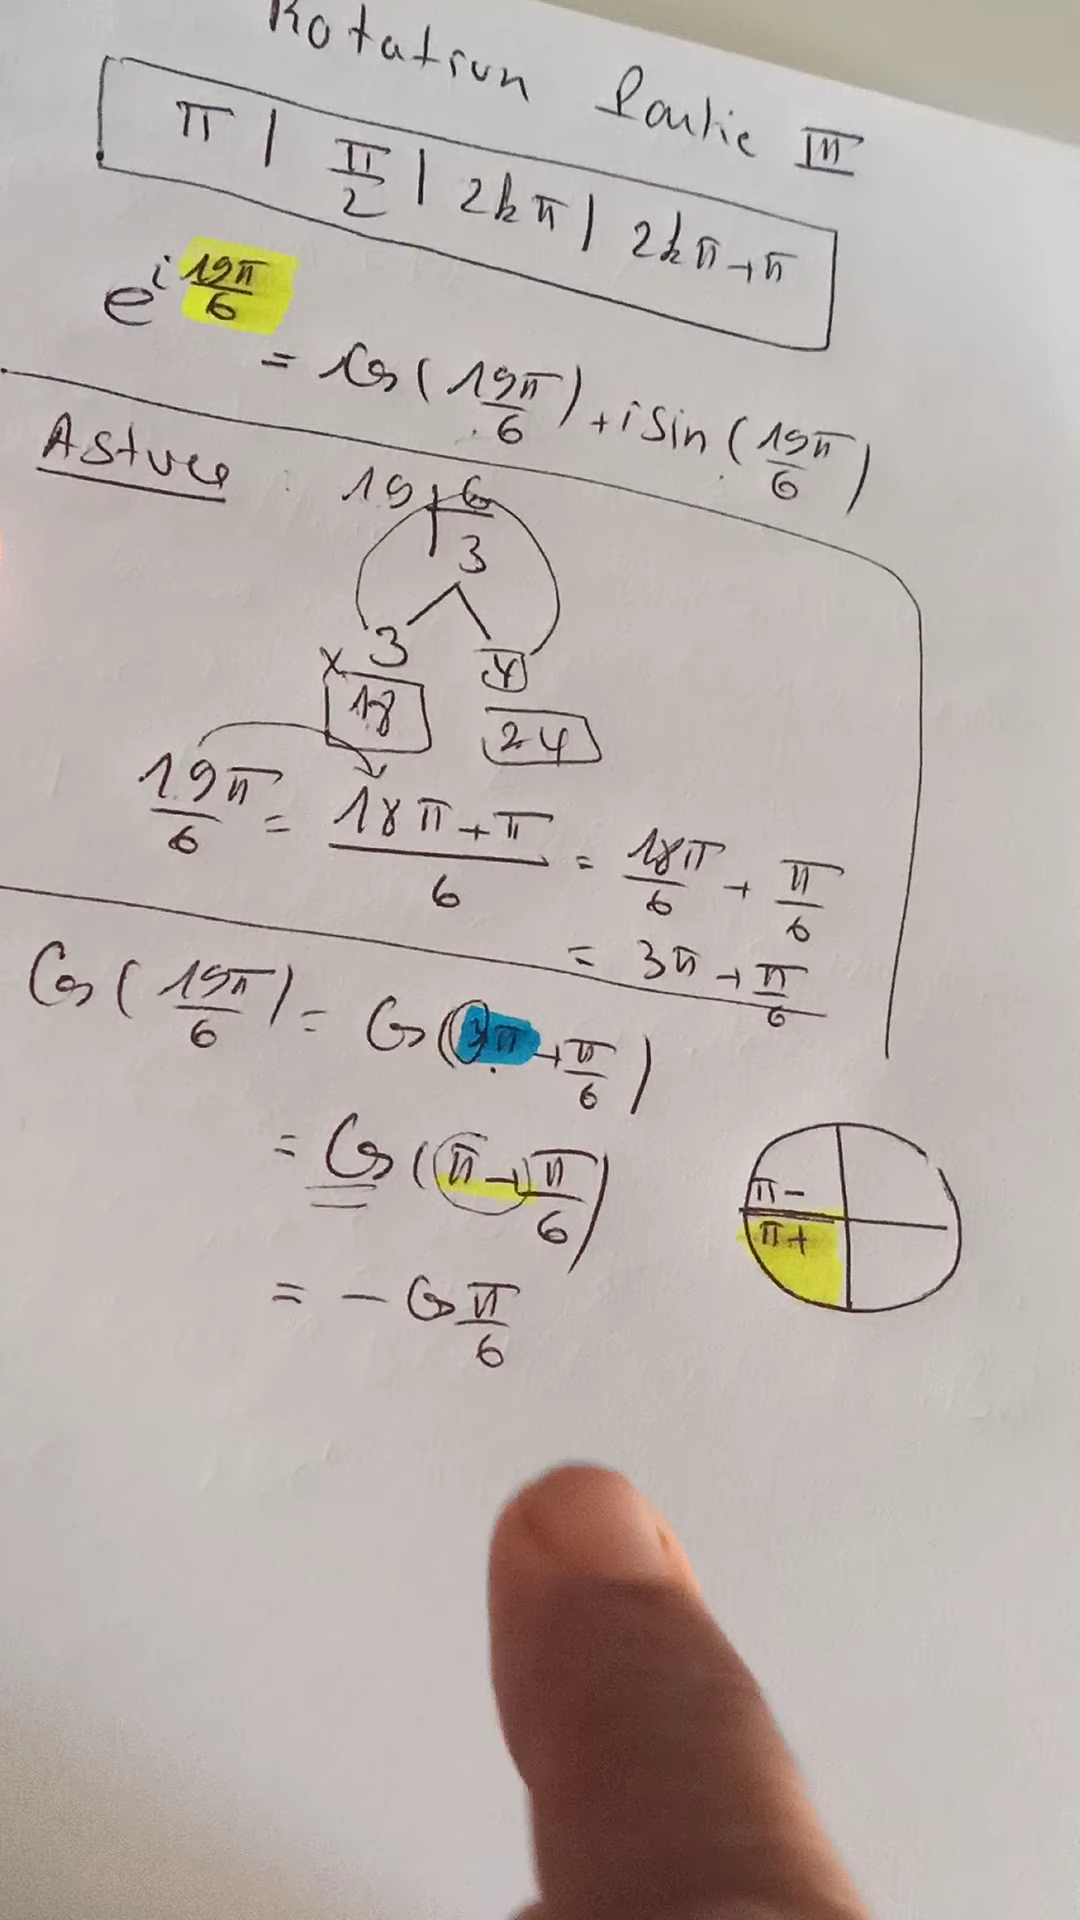 Rotation Partie III
π | π/2 | 2kπ | 2kπ+π
e^{i 19π/6}
= Cos(19π/6) + i Sin(19π/6)
Astuce : 19 | 6
3
3 4
x
18 24
19π/6 = (18π+π)/6 = 18π/6 + π/6
= 3π + π/6
Cos(19π/6) = Cos(3π + π/6)
= Cos(π + π/6)
π-
π+
= - Cos π/6